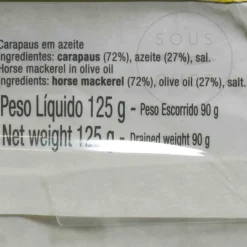 SOUS
Carapaus em azeite
Ingredientes: carapaus (72%), azeite (27%), sal.
Horse mackerel in olive oil
Ingredients: horse mackerel (72%), olive oil (27%), salt.
Peso Líquido 125 g - Peso Escorrido 90 g
Net weight 125 g - Drained weight 90 g